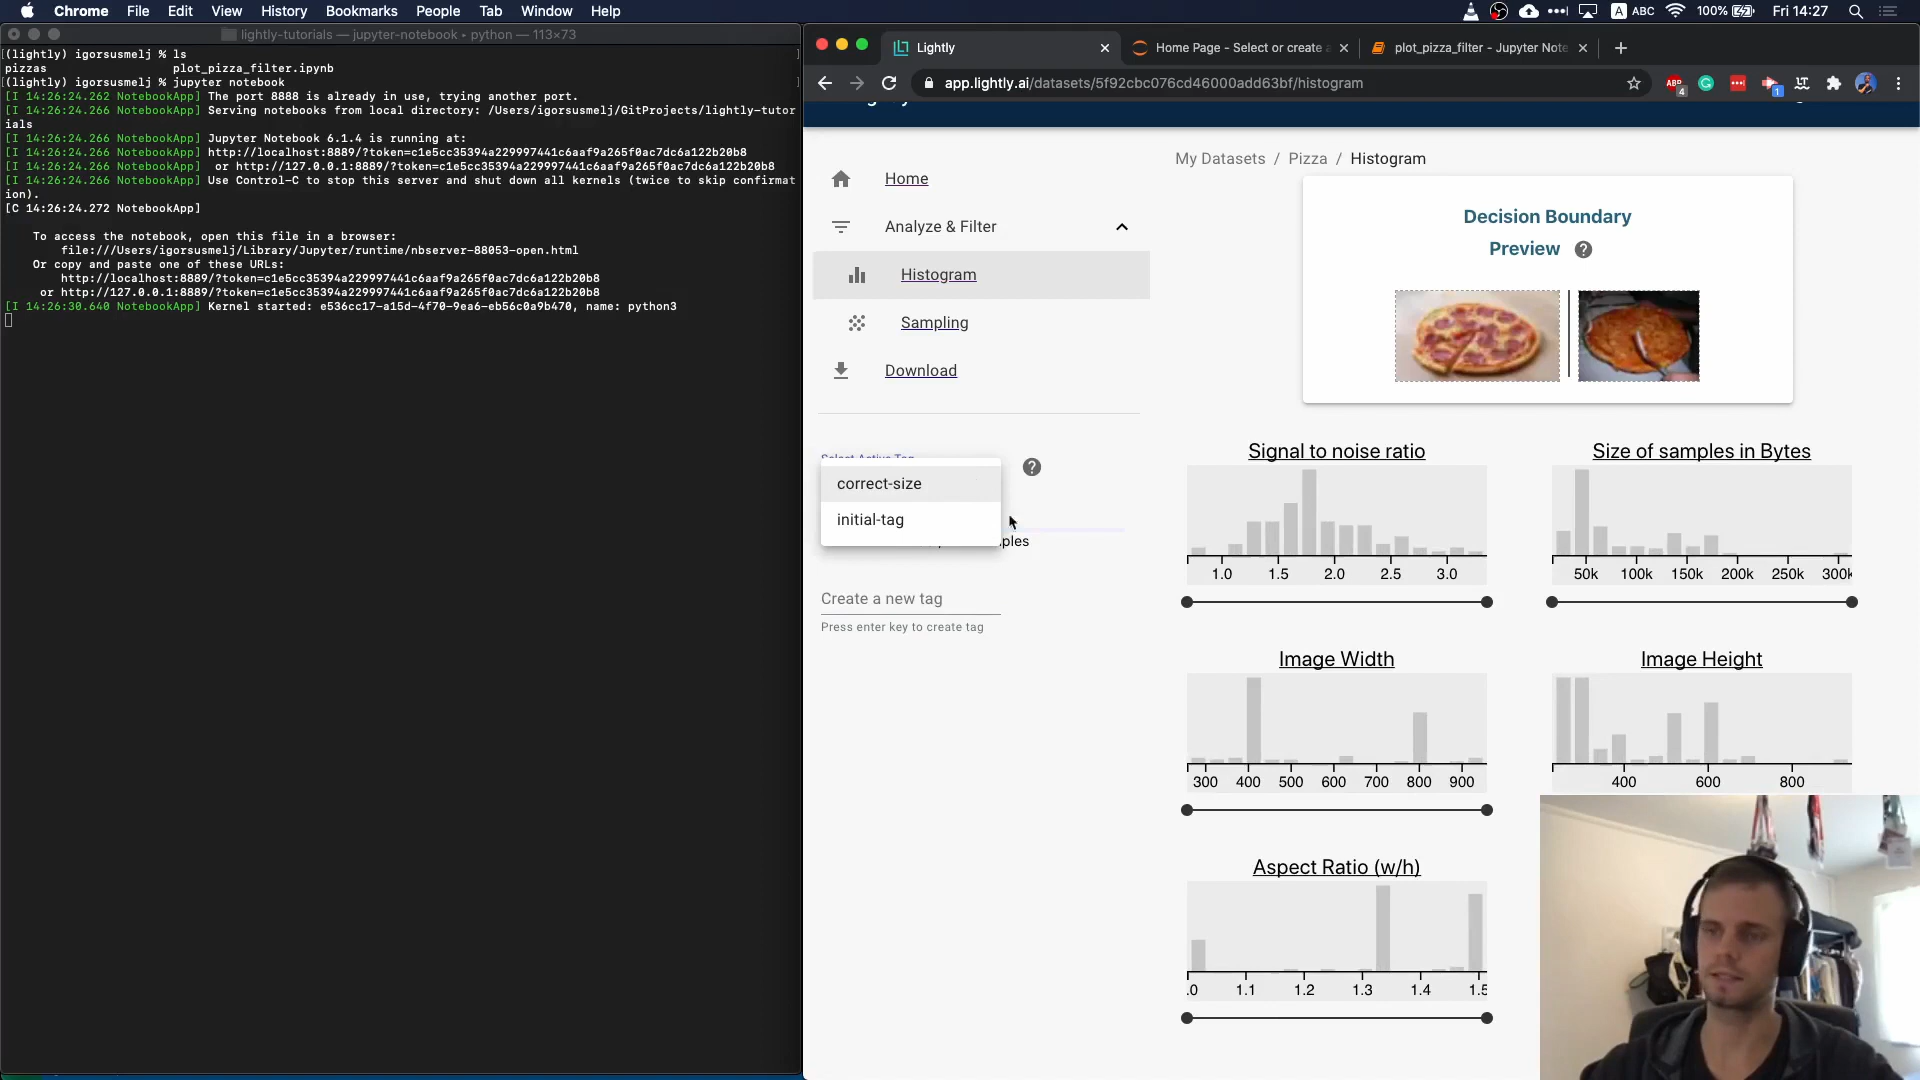 Chrome File Edit View History Bookmarks People Tab Window Help
ABC 100% Fri 14:27
lightly-tutorials — jupyter-notebook • python — 113×73
(lightly) igorsusmelj % ls
pizzas plot_pizza_filter.ipynb
(lightly) igorsusmelj % jupyter notebook
[I 14:26:24.262 NotebookApp] The port 8888 is already in use, trying another port.
[I 14:26:24.266 NotebookApp] Serving notebooks from local directory: /Users/igorsusmelj/GitProjects/lightly-tutor
ials
[I 14:26:24.266 NotebookApp] Jupyter Notebook 6.1.4 is running at:
[I 14:26:24.266 NotebookApp] http://localhost:8889/?token=c1e5cc35394a229997441c6aaf9a265f0ac7dc6a122b20b8
[I 14:26:24.266 NotebookApp]  or http://127.0.0.1:8889/?token=c1e5cc35394a229997441c6aaf9a265f0ac7dc6a122b20b8
[I 14:26:24.266 NotebookApp] Use Control-C to stop this server and shut down all kernels (twice to skip confirmat
ion).
[C 14:26:24.272 NotebookApp]
To access the notebook, open this file in a browser:
file:///Users/igorsusmelj/Library/Jupyter/runtime/nbserver-88053-open.html
Or copy and paste one of these URLs:
http://localhost:8889/?token=c1e5cc35394a229997441c6aaf9a265f0ac7dc6a122b20b8
or http://127.0.0.1:8889/?token=c1e5cc35394a229997441c6aaf9a265f0ac7dc6a122b20b8
[I 14:26:30.640 NotebookApp] Kernel started: e536cc17-a15d-4f70-9ea6-eb56c0a9b470, name: python3
Lightly
Home Page - Select or create a
plot_pizza_filter - Jupyter Note
app.lightly.ai/datasets/5f92cbc076cd46000add63bf/histogram
My Datasets / Pizza / Histogram
Home
Analyze & Filter
Histogram
Sampling
Download
Select Active Tag
correct-size
initial-tag
ples
Create a new tag
Press enter key to create tag
Decision Boundary
Preview
Signal to noise ratio
1.0 1.5 2.0 2.5 3.0
Size of samples in Bytes
50k 100k 150k 200k 250k 300k
Image Width
300 400 500 600 700 800 900
Image Height
400 600 800
Aspect Ratio (w/h)
.0 1.1 1.2 1.3 1.4 1.5